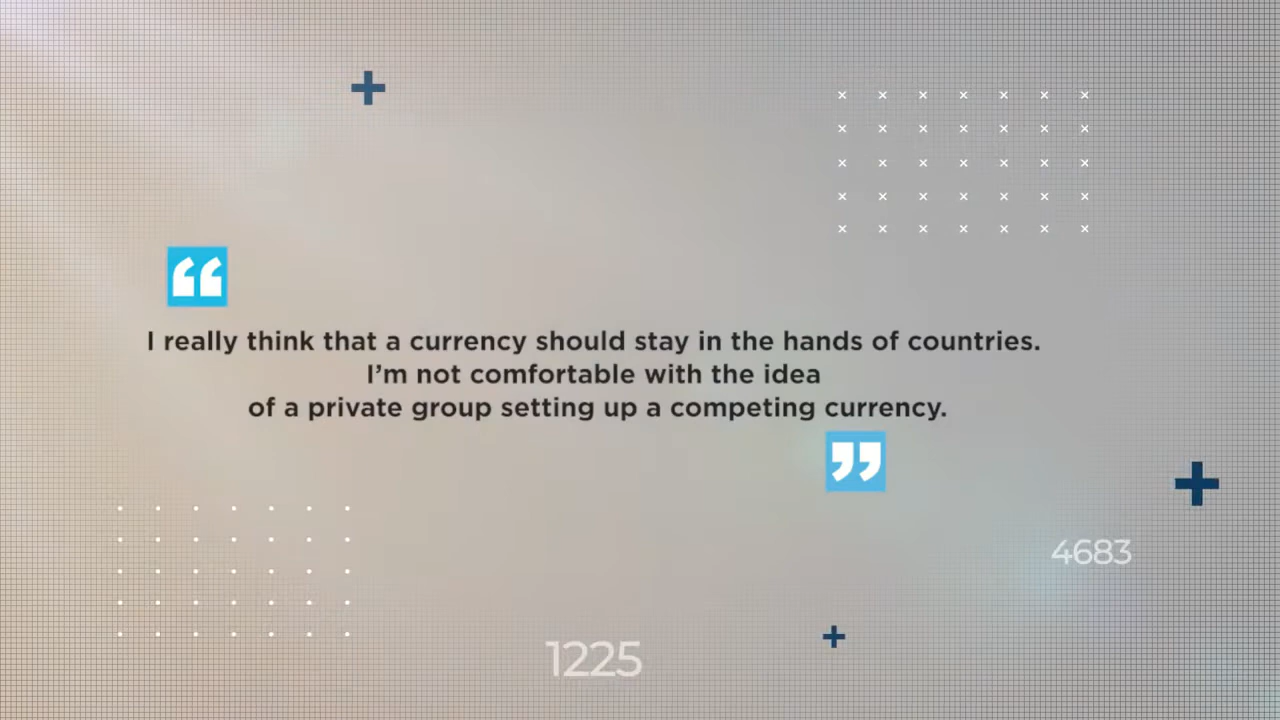 “
I really think that a currency should stay in the hands of countries.
I’m not comfortable with the idea
of a private group setting up a competing currency.
”
4683
1225